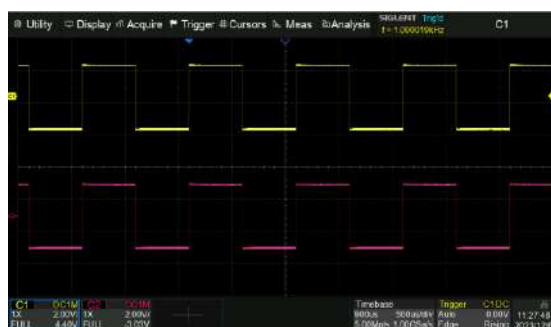 Utility Display Acquire Trigger Cursors Meas Analysis SIGLENT Trig'd C1
f = 1.000019kHz
C1 DC1M C2 DC1M Timebase Trigger C1 DC
1X 2.00V/ 1X 2.00V/ 500us/div Auto 0.00V 11:27:48
FULL 4.40V FULL -3.03V 5.00Mpts 1.00GSa/s Edge Rising